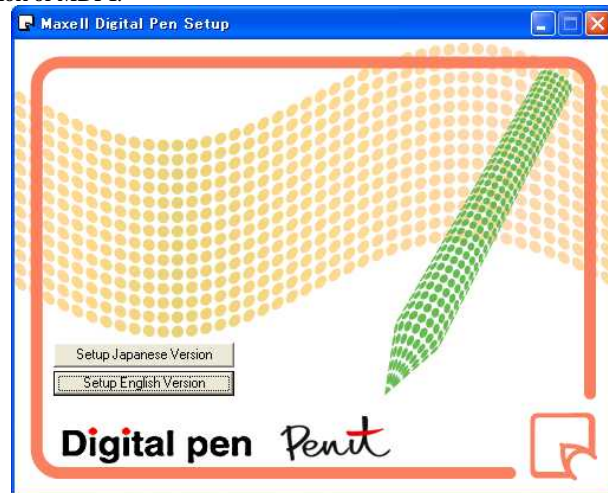 Maxell Digital Pen Setup
Setup Japanese Version
Setup English Version
Digital pen Penit